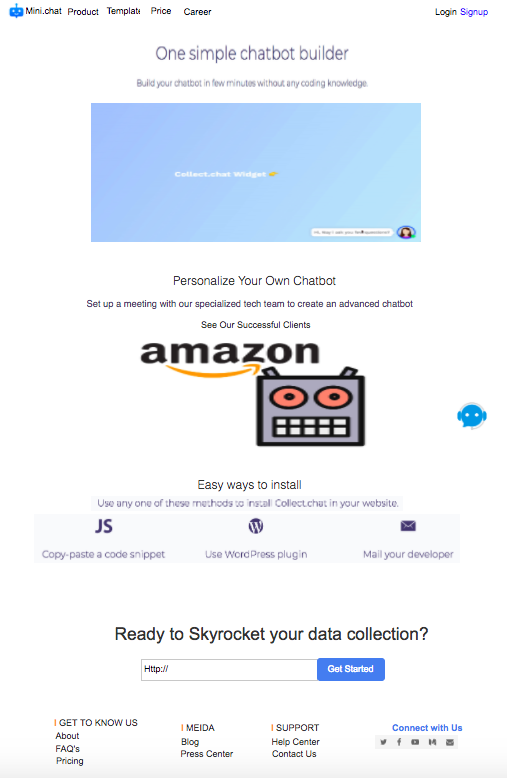 Mini.chat Product Template Price Career Login Signup
One simple chatbot builder
Build your chatbot in few minutes without any coding knowledge.
Collect.chat Widget 👉
Hi, May I ask you few questions?
Personalize Your Own Chatbot
Set up a meeting with our specialized tech team to create an advanced chatbot
See Our Successful Clients
amazon
Easy ways to install
Use any one of these methods to install Collect.chat in your website.
JS
Copy-paste a code snippet Use WordPress plugin Mail your developer
Ready to Skyrocket your data collection?
Http:// Get Started
| GET TO KNOW US
About
FAQ's
Pricing
| MEIDA
Blog
Press Center
| SUPPORT
Help Center
Contact Us
Connect with Us